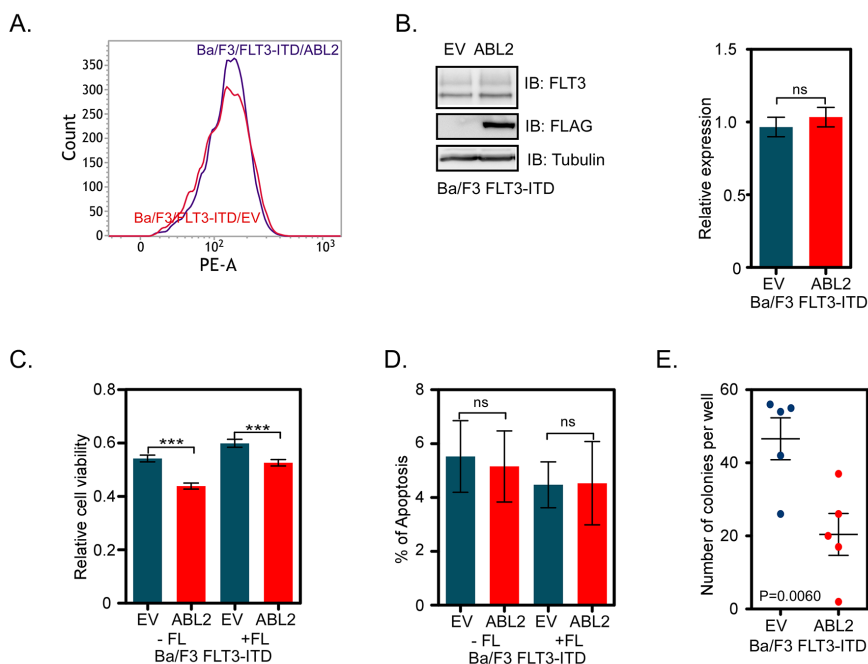 A.
Ba/F3/FLT3-ITD/ABL2
350
300
250
200
150
100
50
0
Count
Ba/F3/FLT3-ITD/EV
0
10²
10³
PE-A
B.
EV ABL2
IB: FLT3
IB: FLAG
IB: Tubulin
Ba/F3 FLT3-ITD
Relative expression
1.5
1.0
0.5
0
ns
EV ABL2
Ba/F3 FLT3-ITD
C.
Relative cell viability
0.8
0.6
0.4
0.2
0
***
***
EV ABL2 EV ABL2
- FL +FL
Ba/F3 FLT3-ITD
D.
% of Apoptosis
8
6
4
2
0
ns
ns
EV ABL2 EV ABL2
- FL +FL
Ba/F3 FLT3-ITD
E.
Number of colonies per well
60
40
20
0
P=0.0060
EV ABL2
Ba/F3 FLT3-ITD